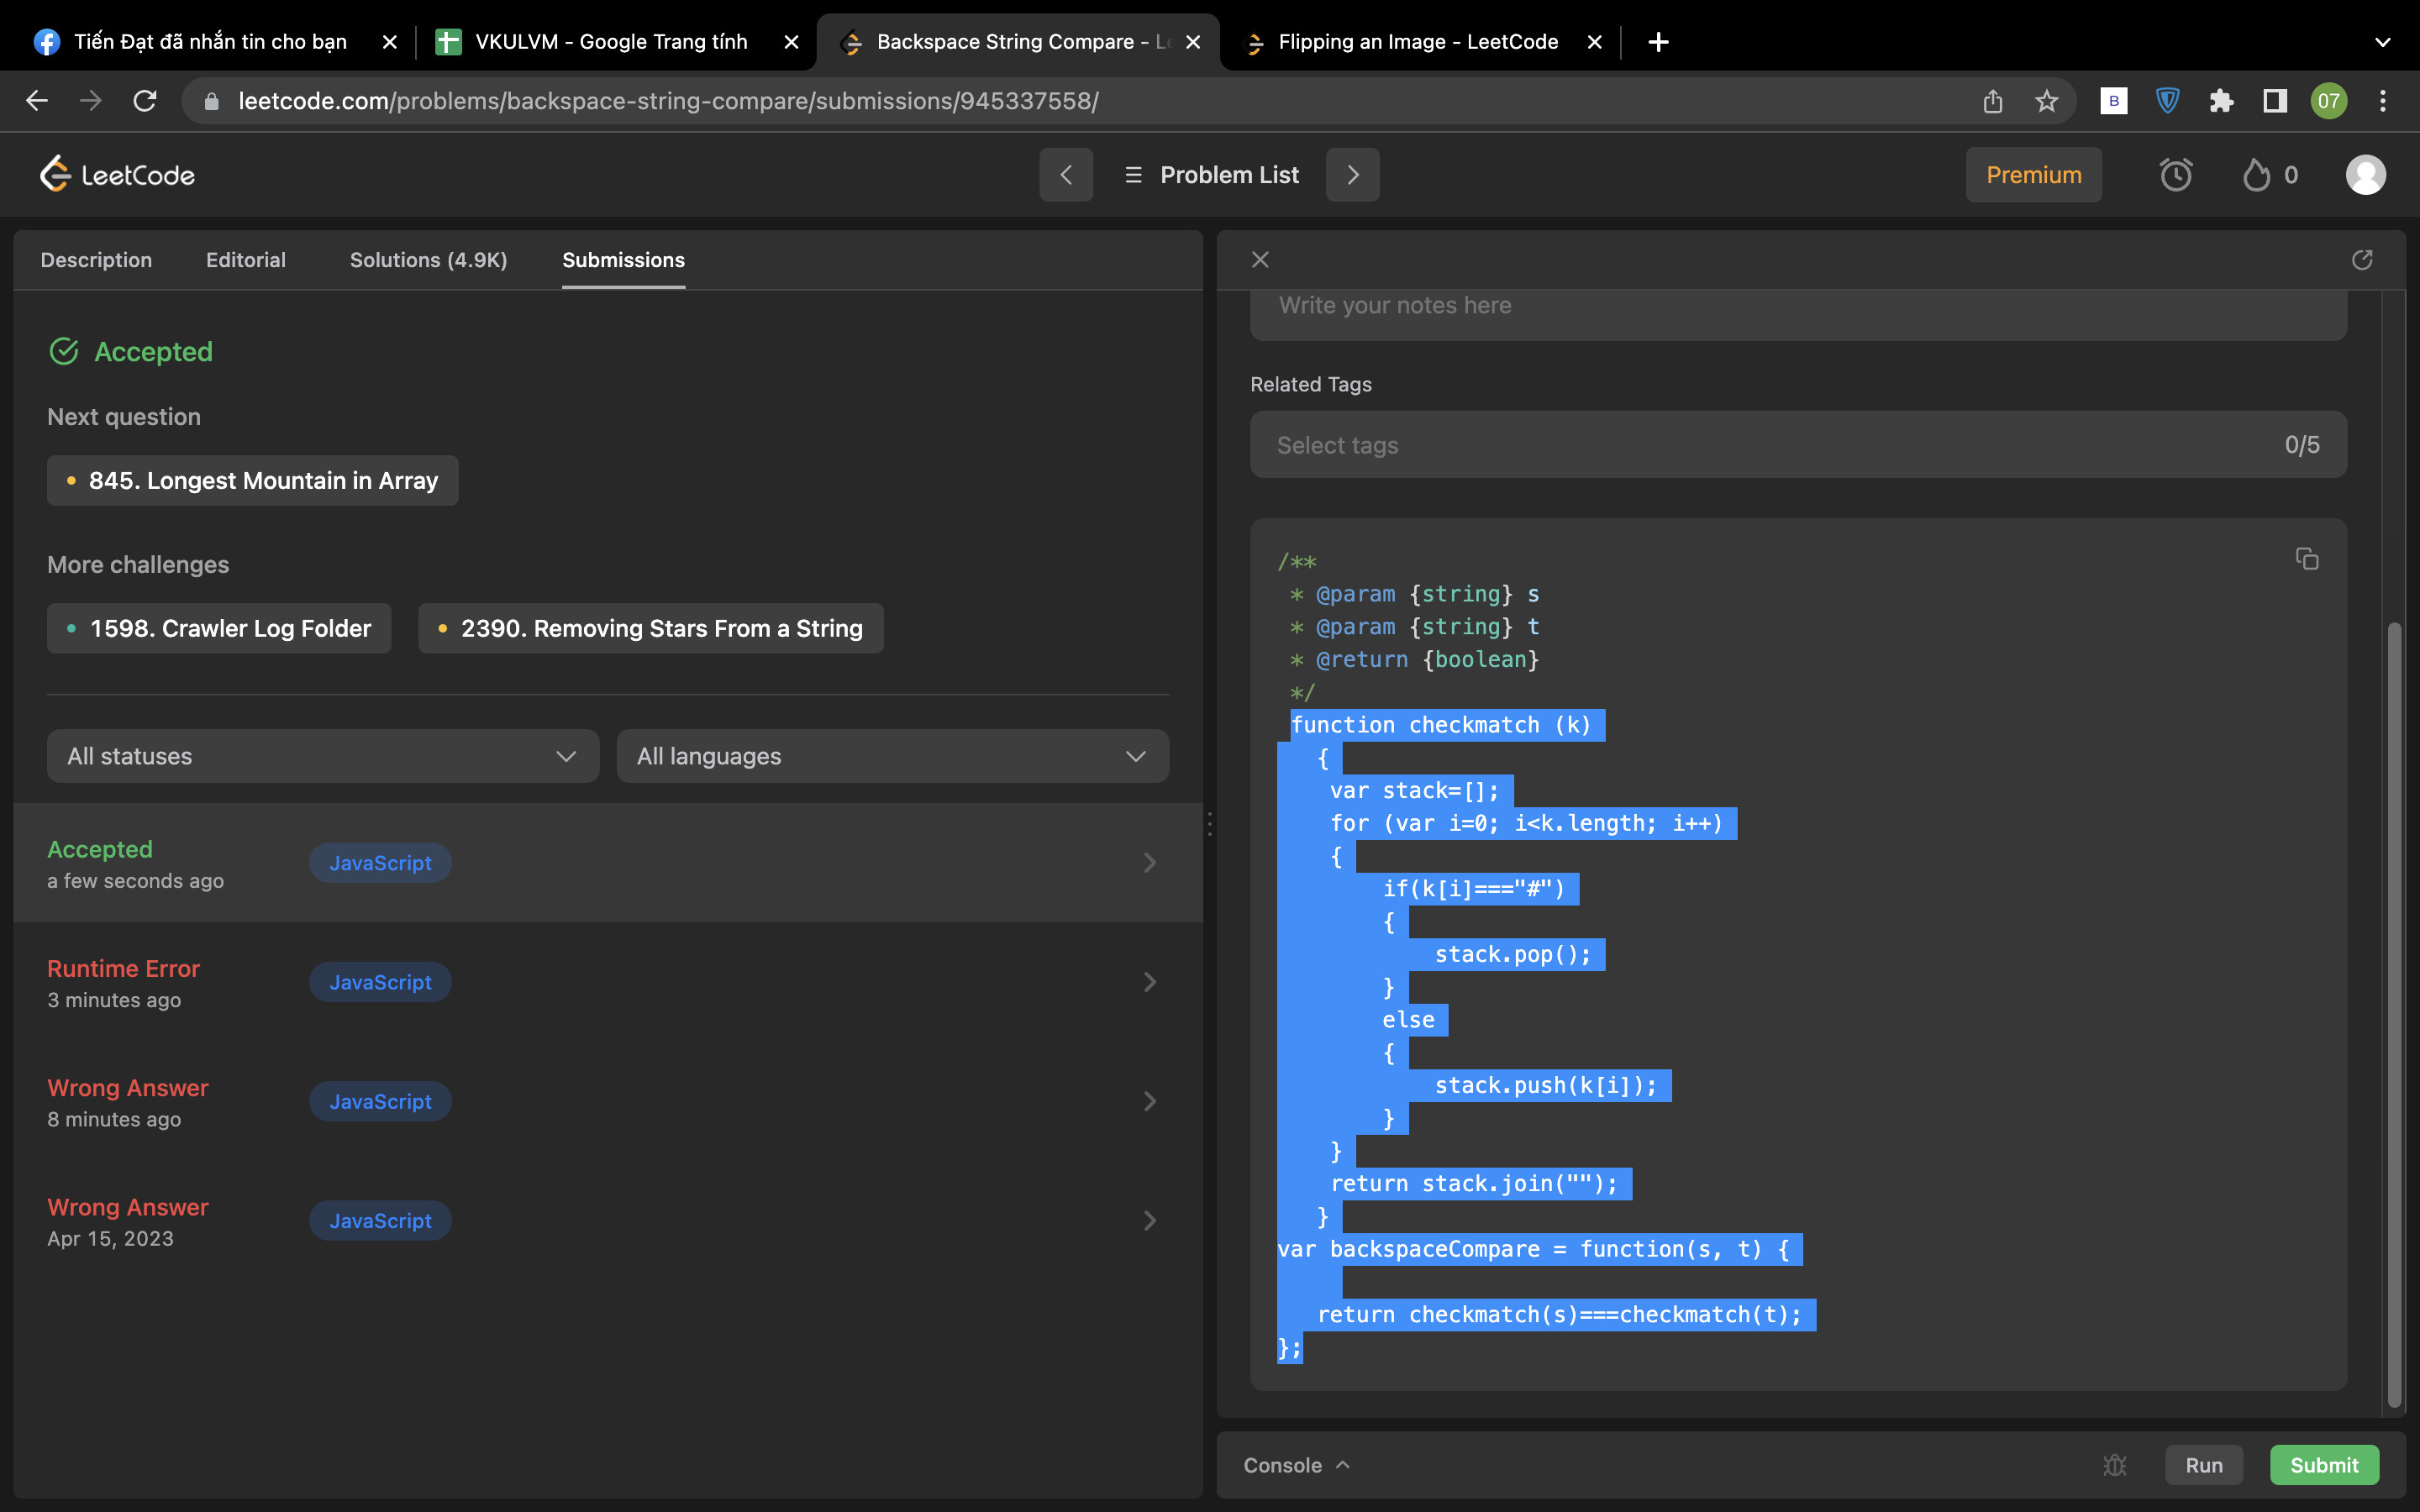 Tiến Đạt đã nhắn tin cho bạn
VKULVM - Google Trang tính
Backspace String Compare - Le
Flipping an Image - LeetCode
leetcode.com/problems/backspace-string-compare/submissions/945337558/
B
07
LeetCode
Problem List
Premium
0
Description
Editorial
Solutions (4.9K)
Submissions
Accepted
Next question
845. Longest Mountain in Array
More challenges
1598. Crawler Log Folder
2390. Removing Stars From a String
All statuses
All languages
Accepted
a few seconds ago
JavaScript
Runtime Error
3 minutes ago
JavaScript
Wrong Answer
8 minutes ago
JavaScript
Wrong Answer
Apr 15, 2023
JavaScript
Write your notes here
Related Tags
Select tags
0/5
/**
 * @param {string} s
 * @param {string} t
 * @return {boolean}
 */
 function checkmatch (k)
   {
    var stack=[];
    for (var i=0; i<k.length; i++)
    {
        if(k[i]==="#")
        {
            stack.pop();
        }
        else
        {
            stack.push(k[i]);
        }
    }
    return stack.join("");
   }
var backspaceCompare = function(s, t) {
   return checkmatch(s)===checkmatch(t);
};
Console
Run
Submit